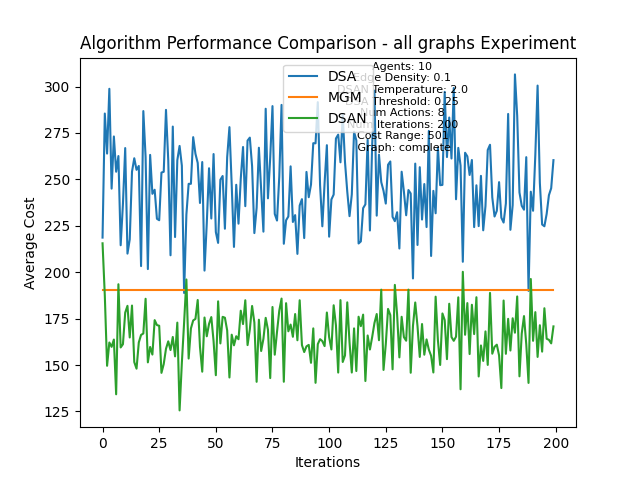 Algorithm Performance Comparison - all graphs Experiment
Agents: 10
Edge Density: 0.1
DSAN Temperature: 2.0
DSA Threshold: 0.25
Num Actions: 8
Num Iterations: 200
Cost Range: 501
Graph: complete
DSA
MGM
DSAN
Average Cost
300
275
250
225
200
175
150
125
0
25
50
75
100
125
150
175
200
Iterations